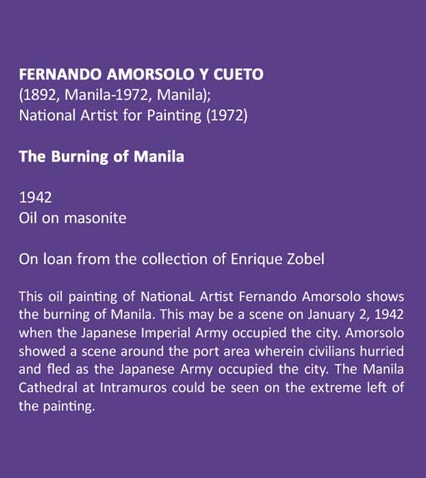 FERNANDO AMORSOLO Y CUETO
(1892, Manila-1972, Manila);
National Artist for Painting (1972)
The Burning of Manila
1942
Oil on masonite
On loan from the collection of Enrique Zobel
This oil painting of NationaL Artist Fernando Amorsolo shows
the burning of Manila. This may be a scene on January 2, 1942
when the Japanese Imperial Army occupied the city. Amorsolo
showed a scene around the port area wherein civilians hurried
and fled as the Japanese Army occupied the city. The Manila
Cathedral at Intramuros could be seen on the extreme left of
the painting.